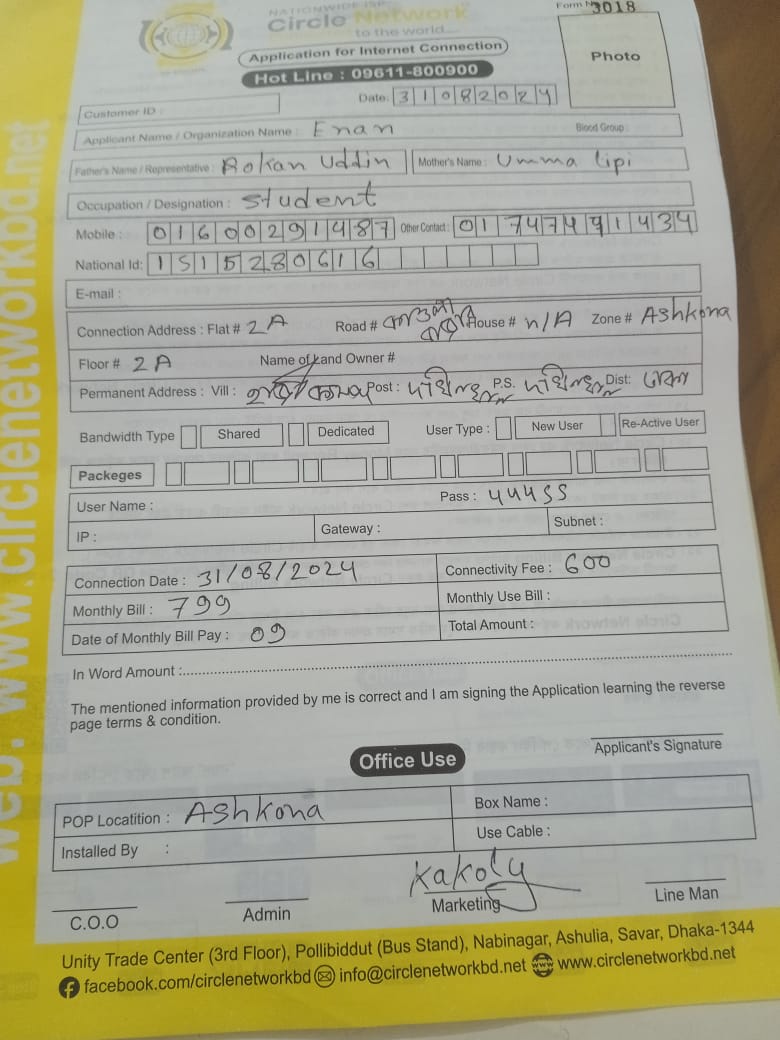 NATIONWIDE ISP
Circle Network
to the world...
Form No 3018
Application for Internet Connection
Hot Line : 09611-800900
Photo
Date: 31082024
Customer ID :
Applicant Name / Organization Name : Enan Blood Group :
Father's Name / Representative : Rokan Uddin Mother's Name : Umma lipi
Occupation / Designation : Student
Mobile : 01600291487 Other Contact : 01747491434
National Id: 1515280616
E-mail :
Connection Address : Flat # 2A Road # House # n/A Zone # Ashkona
Floor # 2A Name of Land Owner #
Permanent Address : Vill : Post : P.S. Dist:
Bandwidth Type Shared Dedicated User Type : New User Re-Active User
Packeges
User Name : Pass : 44455
IP : Gateway : Subnet :
Connection Date : 31/08/2024 Connectivity Fee : 600
Monthly Bill : 799 Monthly Use Bill :
Date of Monthly Bill Pay : 09 Total Amount :
In Word Amount :
The mentioned information provided by me is correct and I am signing the Application learning the reverse
page terms & condition.
Applicant's Signature
Office Use
POP Locatition : Ashkona Box Name :
Installed By : Use Cable :
Kakoly
C.O.O Admin Marketing Line Man
Unity Trade Center (3rd Floor), Pollibiddut (Bus Stand), Nabinagar, Ashulia, Savar, Dhaka-1344
facebook.com/circlenetworkbd info@circlenetworkbd.net www.circlenetworkbd.net
web: www.circlenetworkbd.net